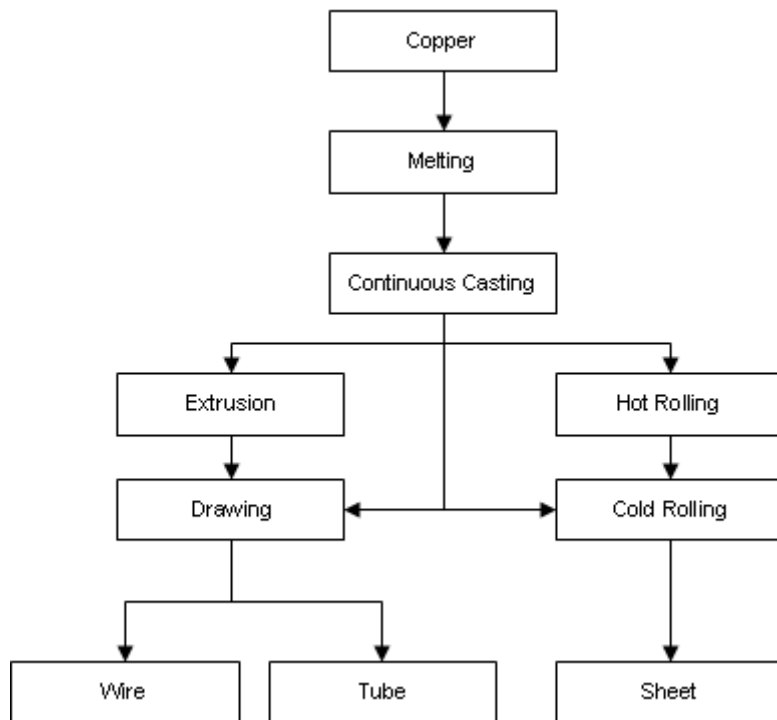 Copper
Melting
Continuous Casting
Extrusion
Hot Rolling
Drawing
Cold Rolling
Wire
Tube
Sheet